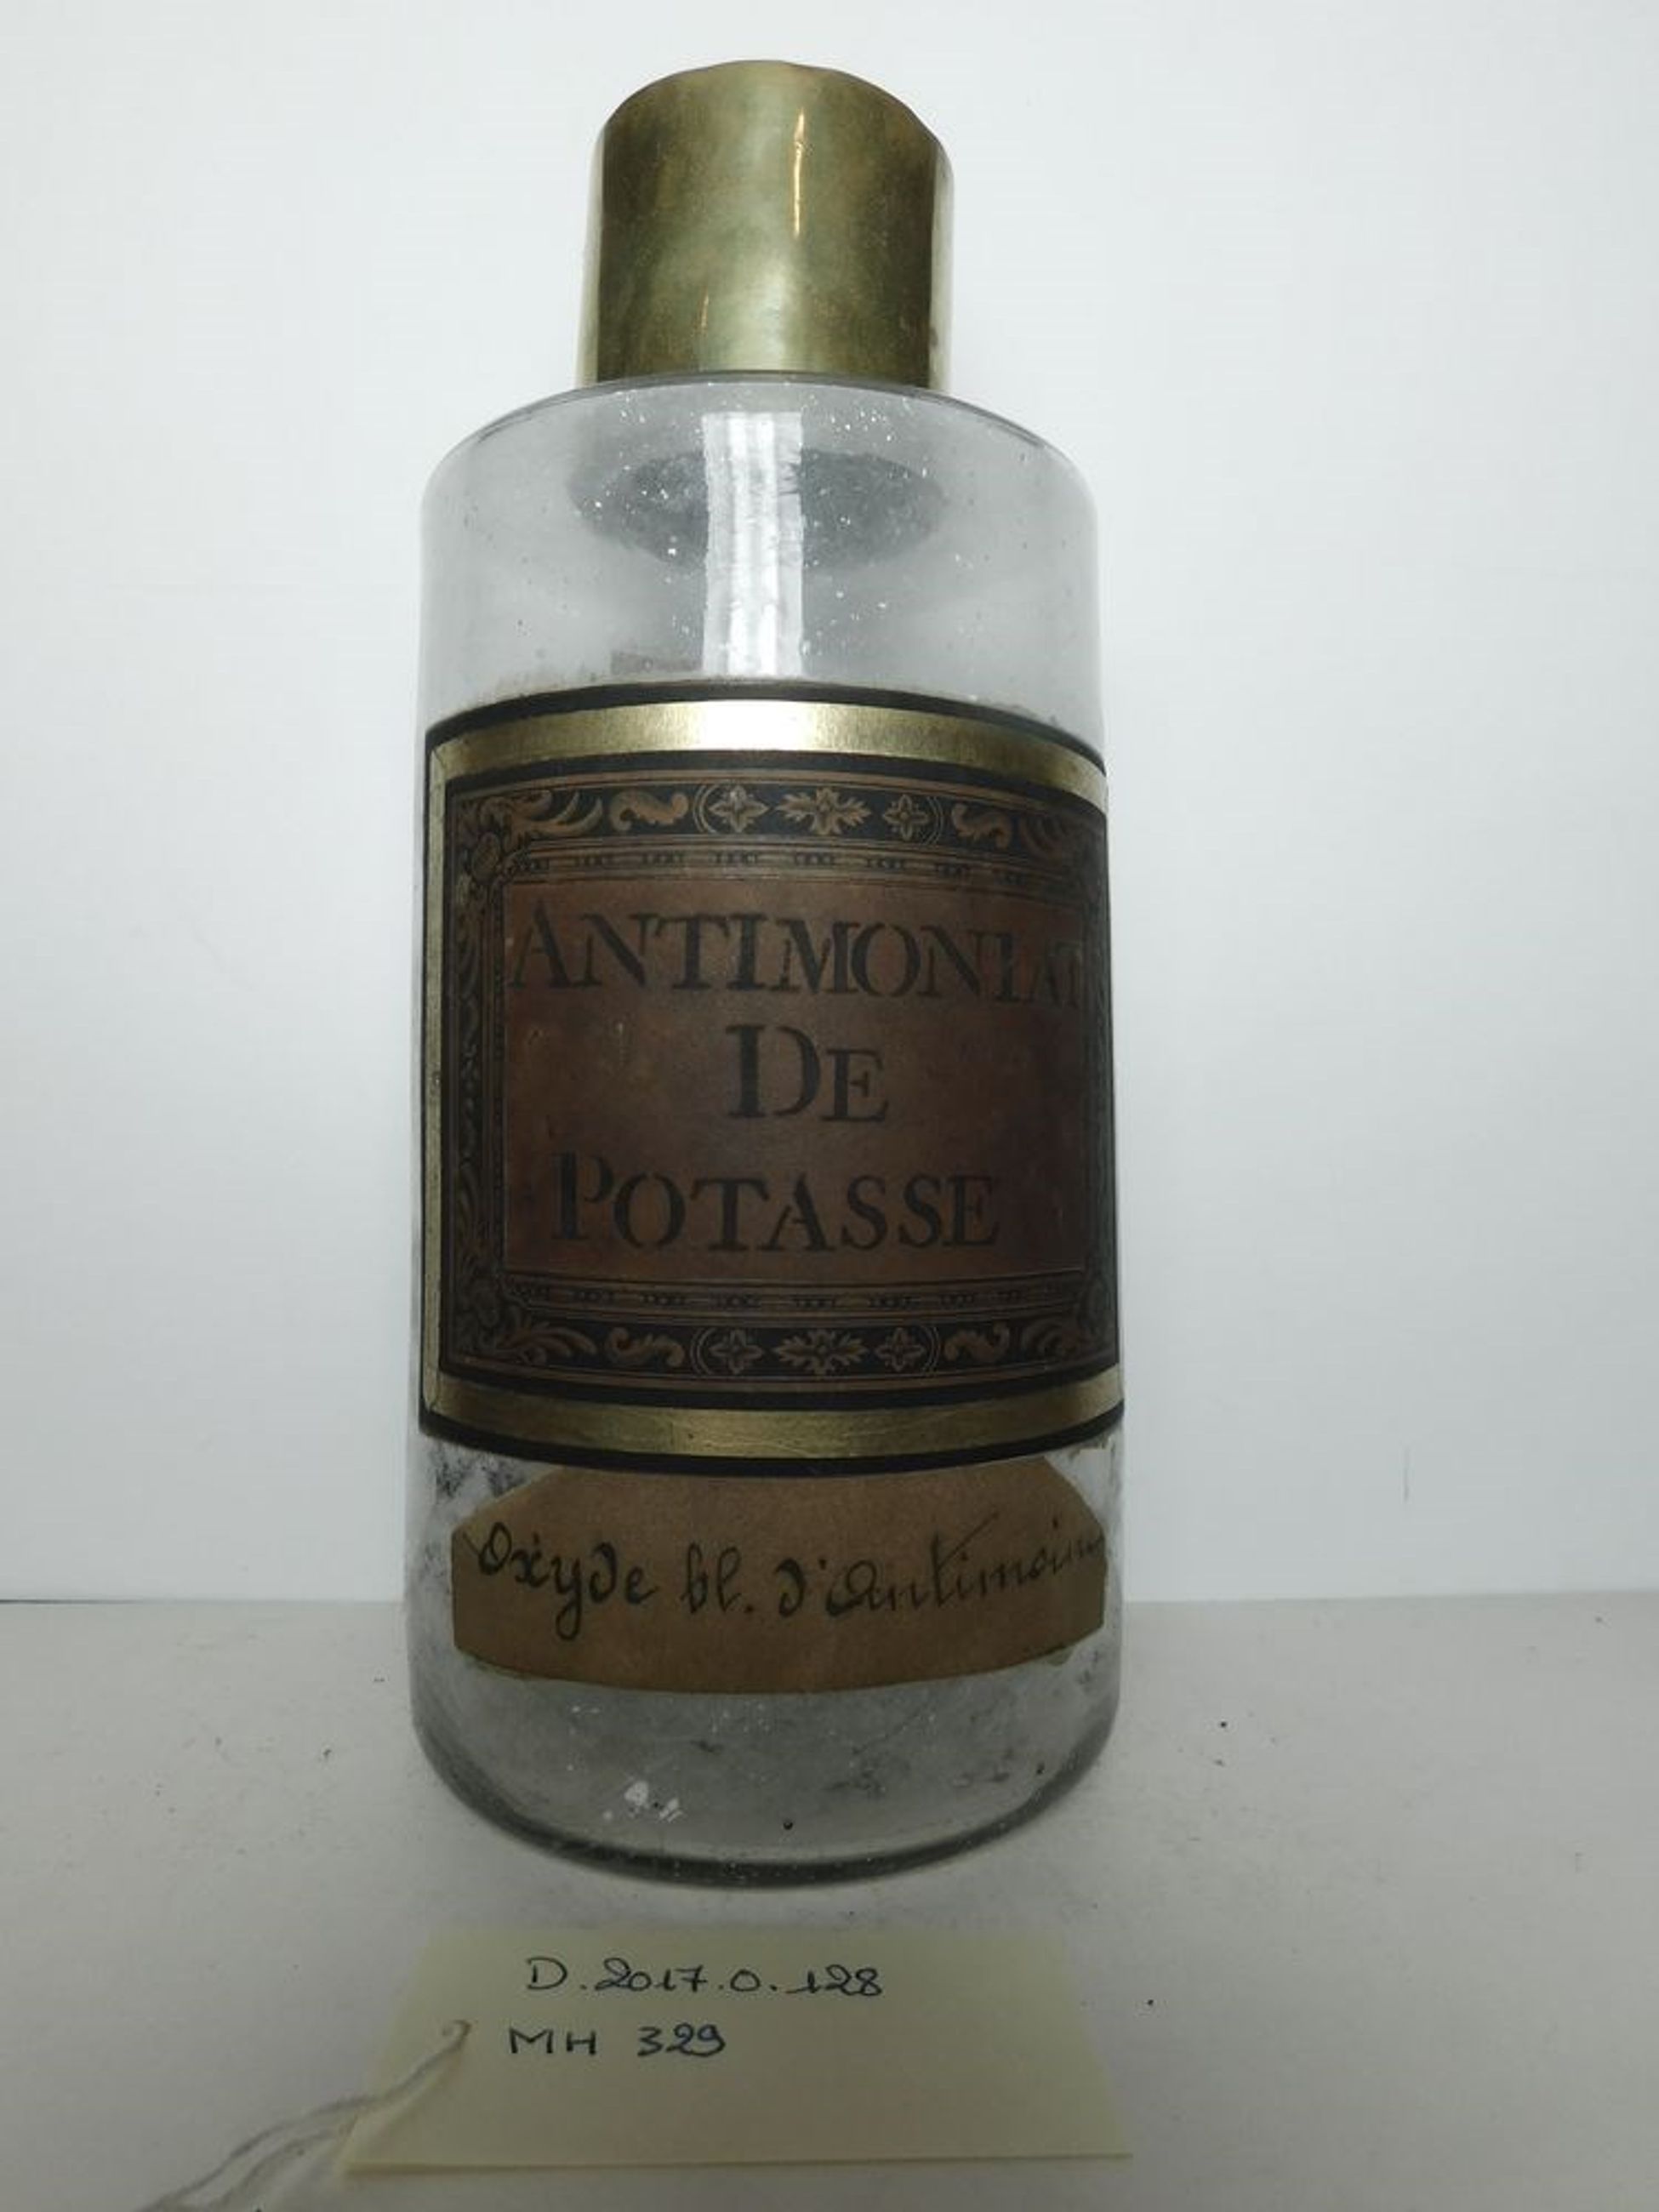 ANTIMONIAT
DE
POTASSE
Oxyde bl. d'Antimoine
D.2017.0.128
MH 329